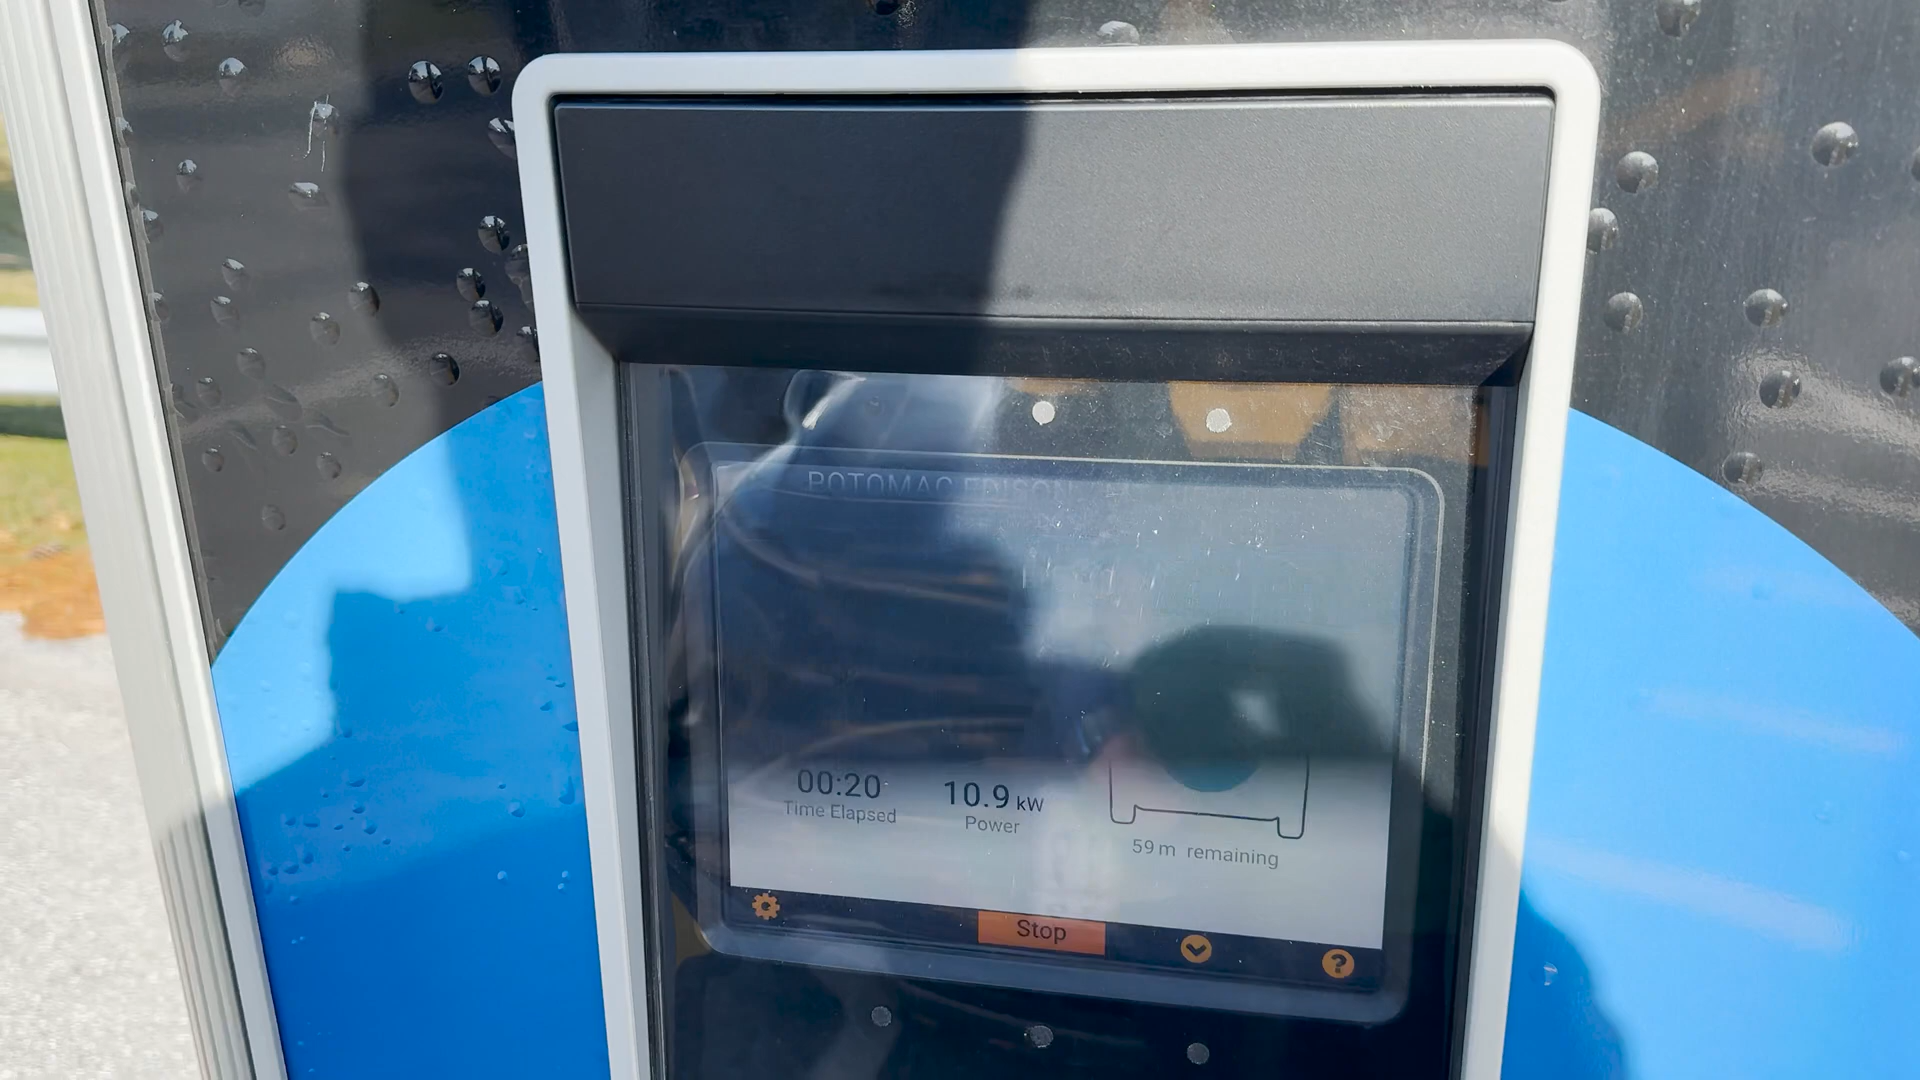 POTOMAC EDISON
00:20
Time Elapsed
10.9 kW
Power
59 m remaining
Stop
?